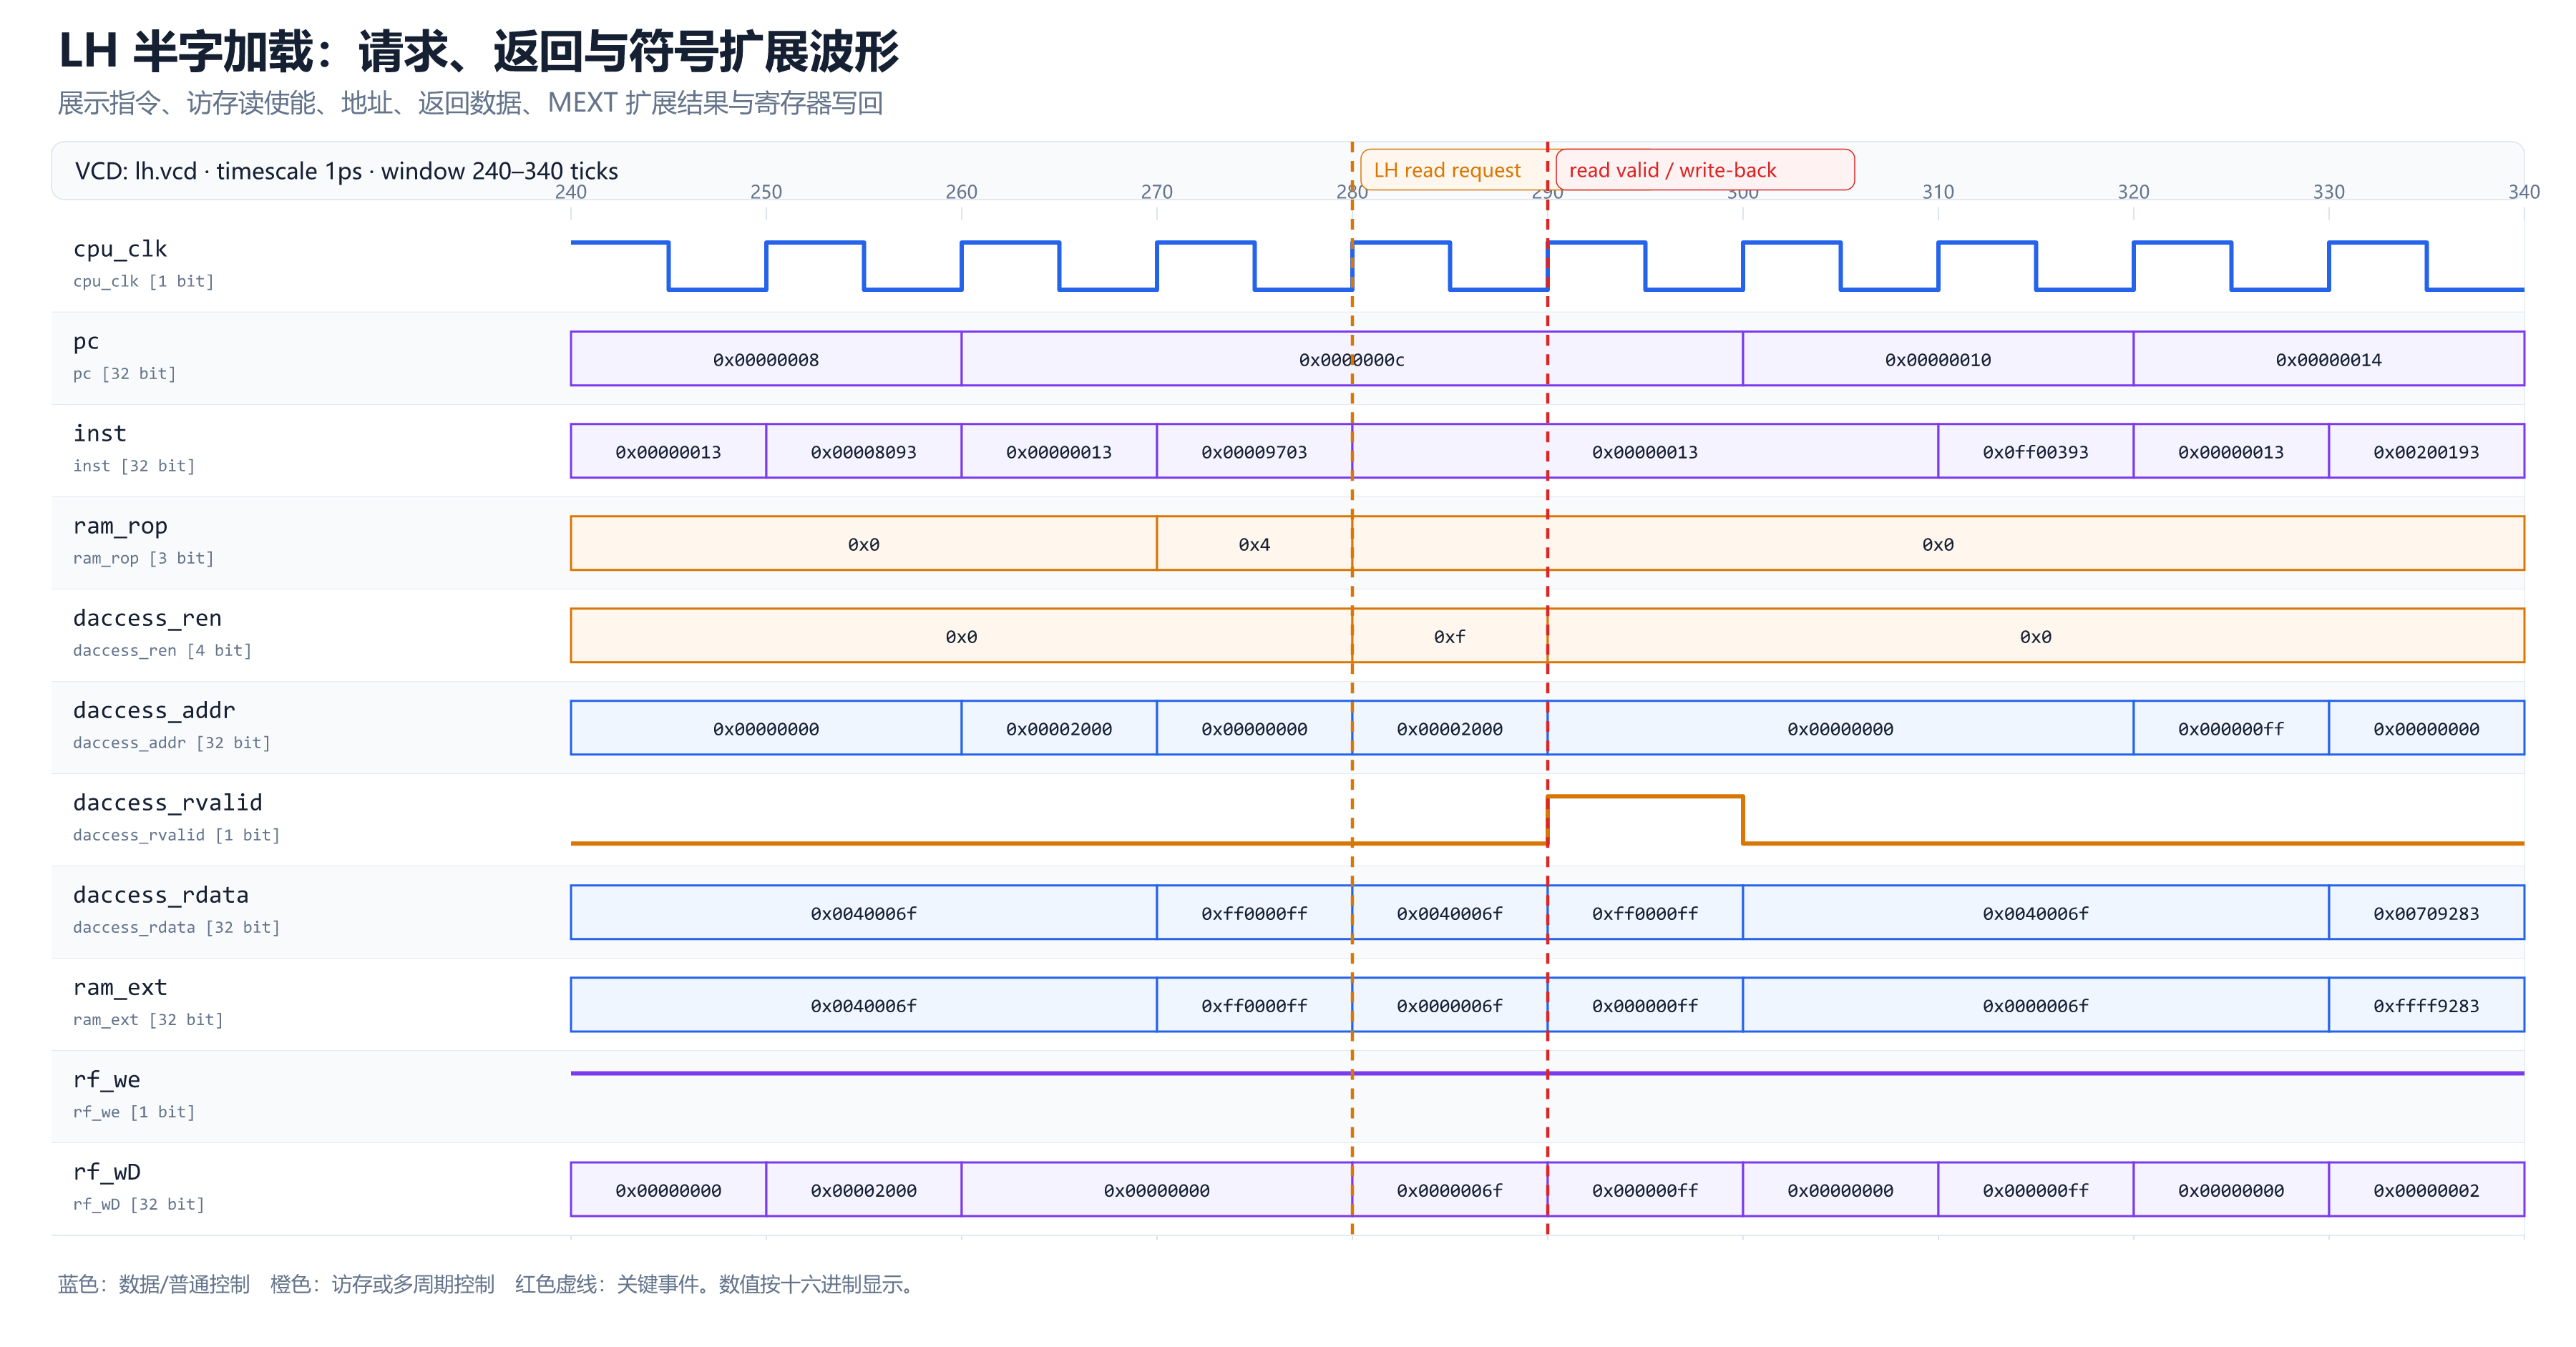 LH 半字加载：请求、返回与符号扩展波形
展示指令、访存读使能、地址、返回数据、MEXT 扩展结果与寄存器写回
VCD: lh.vcd · timescale 1ps · window 240–340 ticks
LH read request
read valid / write-back
240 250 260 270 280 290 300 310 320 330 340
cpu_clk
cpu_clk [1 bit]
pc
pc [32 bit]
0x00000008 0x0000000c 0x00000010 0x00000014
inst
inst [32 bit]
0x00000013 0x00008093 0x00000013 0x00009703 0x00000013 0x0ff00393 0x00000013 0x00200193
ram_rop
ram_rop [3 bit]
0x0 0x4 0x0
daccess_ren
daccess_ren [4 bit]
0x0 0xf 0x0
daccess_addr
daccess_addr [32 bit]
0x00000000 0x00002000 0x00000000 0x00002000 0x00000000 0x000000ff 0x00000000
daccess_rvalid
daccess_rvalid [1 bit]
daccess_rdata
daccess_rdata [32 bit]
0x0040006f 0xff0000ff 0x0040006f 0xff0000ff 0x0040006f 0x00709283
ram_ext
ram_ext [32 bit]
0x0040006f 0xff0000ff 0x0000006f 0x000000ff 0x0000006f 0xffff9283
rf_we
rf_we [1 bit]
rf_wD
rf_wD [32 bit]
0x00000000 0x00002000 0x00000000 0x0000006f 0x000000ff 0x00000000 0x000000ff 0x00000000 0x00000002
蓝色：数据/普通控制 橙色：访存或多周期控制 红色虚线：关键事件。数值按十六进制显示。